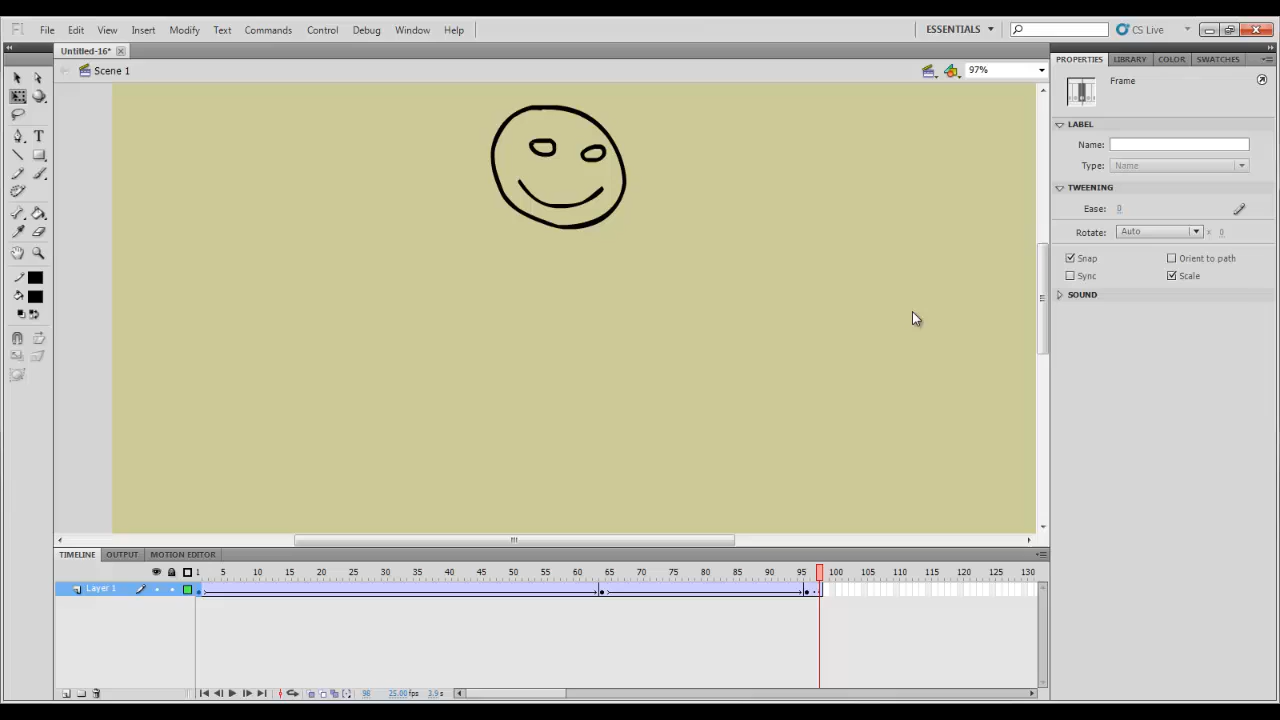 Fl File Edit View Insert Modify Text Commands Control Debug Window Help ESSENTIALS CS Live
Untitled-16*
Scene 1 97%
PROPERTIES LIBRARY COLOR SWATCHES
Frame
LABEL
Name:
Type: Name
TWEENING
Ease: 0
Rotate: Auto x 0
Snap Orient to path
Sync Scale
SOUND
TIMELINE OUTPUT MOTION EDITOR
1 5 10 15 20 25 30 35 40 45 50 55 60 65 70 75 80 85 90 95 100 105 110 115 120 125 130
Layer 1
98 25.00fps 3.9s